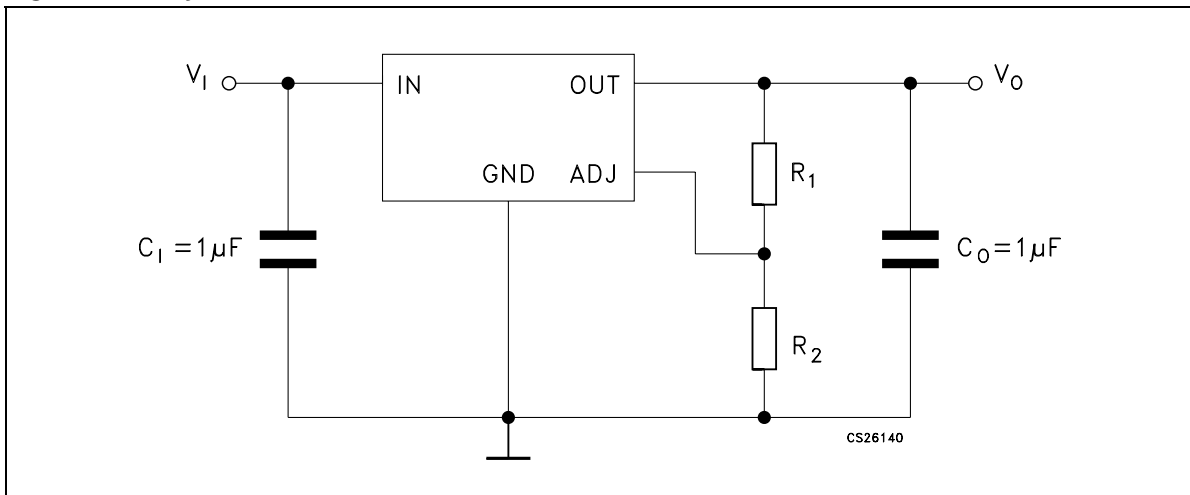 V_I
IN
OUT
V_O
GND
ADJ
R_1
C_I =1µF
C_O=1µF
R_2
CS26140